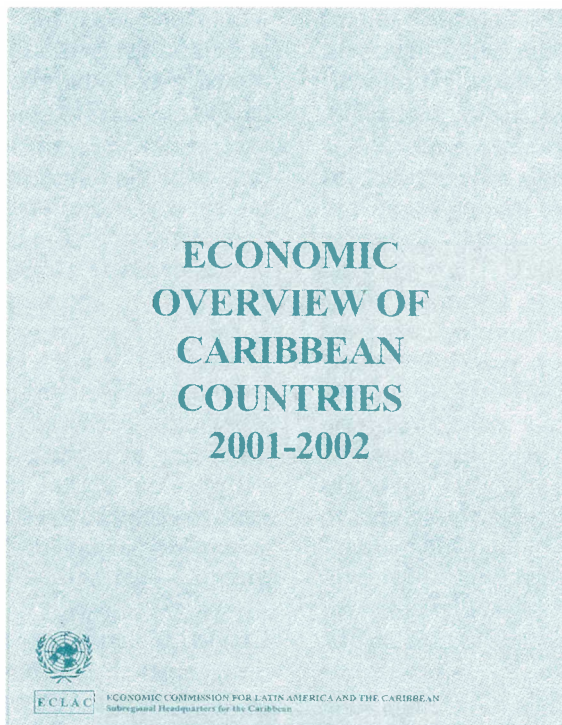 ECONOMIC
OVERVIEW OF
CARIBBEAN
COUNTRIES
2001-2002
ECLAC
ECONOMIC COMMISSION FOR LATIN AMERICA AND THE CARIBBEAN
Subregional Headquarters for the Caribbean